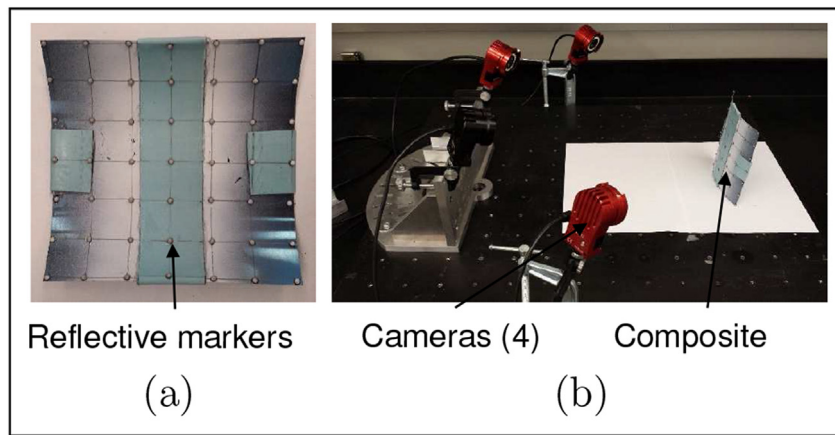 Reflective markers
Cameras (4)
Composite
(a)
(b)